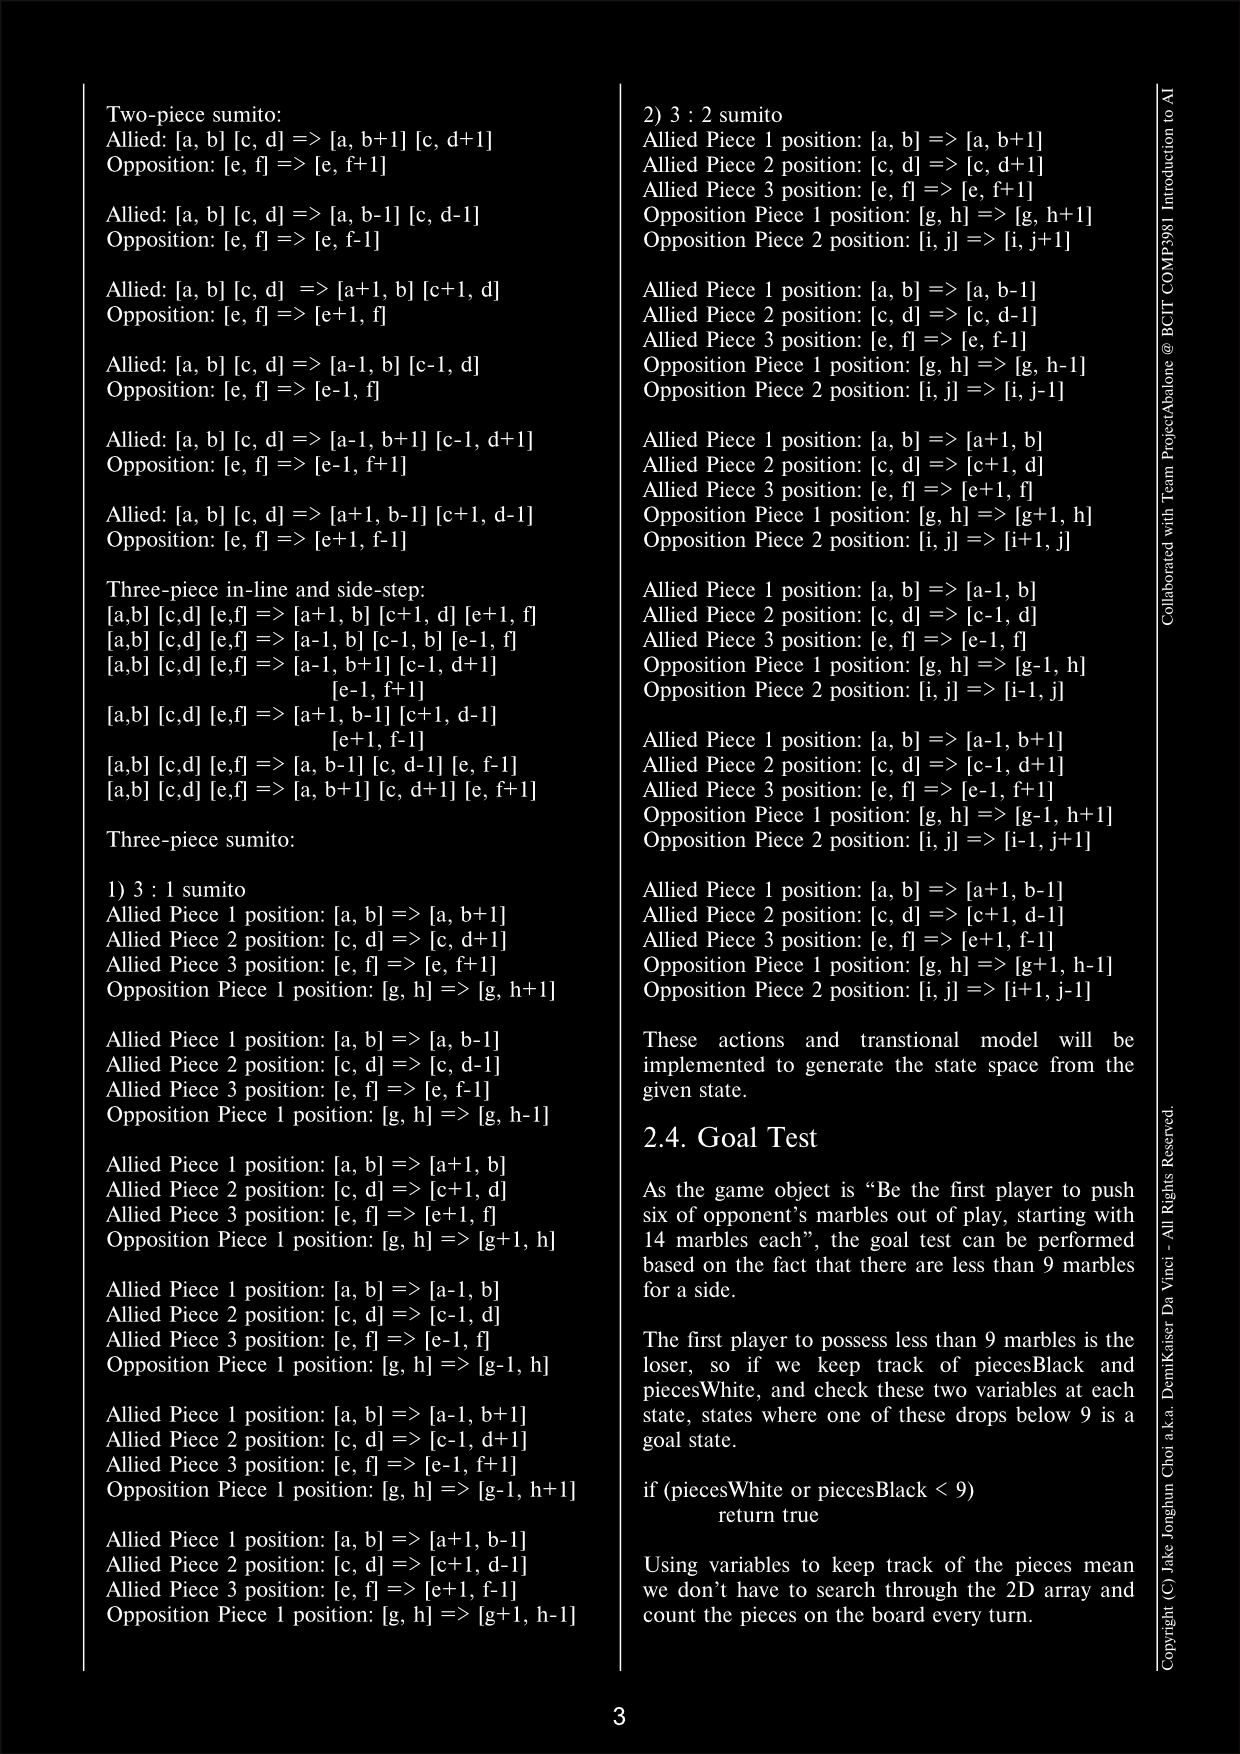 Two-piece sumito:
Allied: [a, b] [c, d] => [a, b+1] [c, d+1]
Opposition: [e, f] => [e, f+1]
Allied: [a, b] [c, d] => [a, b-1] [c, d-1]
Opposition: [e, f] => [e, f-1]
Allied: [a, b] [c, d]  => [a+1, b] [c+1, d]
Opposition: [e, f] => [e+1, f]
Allied: [a, b] [c, d] => [a-1, b] [c-1, d]
Opposition: [e, f] => [e-1, f]
Allied: [a, b] [c, d] => [a-1, b+1] [c-1, d+1]
Opposition: [e, f] => [e-1, f+1]
Allied: [a, b] [c, d] => [a+1, b-1] [c+1, d-1]
Opposition: [e, f] => [e+1, f-1]
Three-piece in-line and side-step:
[a,b] [c,d] [e,f] => [a+1, b] [c+1, d] [e+1, f]
[a,b] [c,d] [e,f] => [a-1, b] [c-1, b] [e-1, f]
[a,b] [c,d] [e,f] => [a-1, b+1] [c-1, d+1]
[e-1, f+1]
[a,b] [c,d] [e,f] => [a+1, b-1] [c+1, d-1]
[e+1, f-1]
[a,b] [c,d] [e,f] => [a, b-1] [c, d-1] [e, f-1]
[a,b] [c,d] [e,f] => [a, b+1] [c, d+1] [e, f+1]
Three-piece sumito:
1) 3 : 1 sumito
Allied Piece 1 position: [a, b] => [a, b+1]
Allied Piece 2 position: [c, d] => [c, d+1]
Allied Piece 3 position: [e, f] => [e, f+1]
Opposition Piece 1 position: [g, h] => [g, h+1]
Allied Piece 1 position: [a, b] => [a, b-1]
Allied Piece 2 position: [c, d] => [c, d-1]
Allied Piece 3 position: [e, f] => [e, f-1]
Opposition Piece 1 position: [g, h] => [g, h-1]
Allied Piece 1 position: [a, b] => [a+1, b]
Allied Piece 2 position: [c, d] => [c+1, d]
Allied Piece 3 position: [e, f] => [e+1, f]
Opposition Piece 1 position: [g, h] => [g+1, h]
Allied Piece 1 position: [a, b] => [a-1, b]
Allied Piece 2 position: [c, d] => [c-1, d]
Allied Piece 3 position: [e, f] => [e-1, f]
Opposition Piece 1 position: [g, h] => [g-1, h]
Allied Piece 1 position: [a, b] => [a-1, b+1]
Allied Piece 2 position: [c, d] => [c-1, d+1]
Allied Piece 3 position: [e, f] => [e-1, f+1]
Opposition Piece 1 position: [g, h] => [g-1, h+1]
Allied Piece 1 position: [a, b] => [a+1, b-1]
Allied Piece 2 position: [c, d] => [c+1, d-1]
Allied Piece 3 position: [e, f] => [e+1, f-1]
Opposition Piece 1 position: [g, h] => [g+1, h-1]
2) 3 : 2 sumito
Allied Piece 1 position: [a, b] => [a, b+1]
Allied Piece 2 position: [c, d] => [c, d+1]
Allied Piece 3 position: [e, f] => [e, f+1]
Opposition Piece 1 position: [g, h] => [g, h+1]
Opposition Piece 2 position: [i, j] => [i, j+1]
Allied Piece 1 position: [a, b] => [a, b-1]
Allied Piece 2 position: [c, d] => [c, d-1]
Allied Piece 3 position: [e, f] => [e, f-1]
Opposition Piece 1 position: [g, h] => [g, h-1]
Opposition Piece 2 position: [i, j] => [i, j-1]
Allied Piece 1 position: [a, b] => [a+1, b]
Allied Piece 2 position: [c, d] => [c+1, d]
Allied Piece 3 position: [e, f] => [e+1, f]
Opposition Piece 1 position: [g, h] => [g+1, h]
Opposition Piece 2 position: [i, j] => [i+1, j]
Allied Piece 1 position: [a, b] => [a-1, b]
Allied Piece 2 position: [c, d] => [c-1, d]
Allied Piece 3 position: [e, f] => [e-1, f]
Opposition Piece 1 position: [g, h] => [g-1, h]
Opposition Piece 2 position: [i, j] => [i-1, j]
Allied Piece 1 position: [a, b] => [a-1, b+1]
Allied Piece 2 position: [c, d] => [c-1, d+1]
Allied Piece 3 position: [e, f] => [e-1, f+1]
Opposition Piece 1 position: [g, h] => [g-1, h+1]
Opposition Piece 2 position: [i, j] => [i-1, j+1]
Allied Piece 1 position: [a, b] => [a+1, b-1]
Allied Piece 2 position: [c, d] => [c+1, d-1]
Allied Piece 3 position: [e, f] => [e+1, f-1]
Opposition Piece 1 position: [g, h] => [g+1, h-1]
Opposition Piece 2 position: [i, j] => [i+1, j-1]
These actions and transtional model will be
implemented to generate the state space from the
given state.
2.4. Goal Test
As the game object is “Be the first player to push
six of opponent’s marbles out of play, starting with
14 marbles each”, the goal test can be performed
based on the fact that there are less than 9 marbles
for a side.
The first player to possess less than 9 marbles is the
loser, so if we keep track of piecesBlack and
piecesWhite, and check these two variables at each
state, states where one of these drops below 9 is a
goal state.
if (piecesWhite or piecesBlack < 9)
return true
Using variables to keep track of the pieces mean
we don’t have to search through the 2D array and
count the pieces on the board every turn.
Copyright (C) Jake Jonghun Choi a.k.a. DemiKaiser Da Vinci - All Rights Reserved.
Collaborated with Team ProjectAbalone @ BCIT COMP3981 Introduction to AI
3